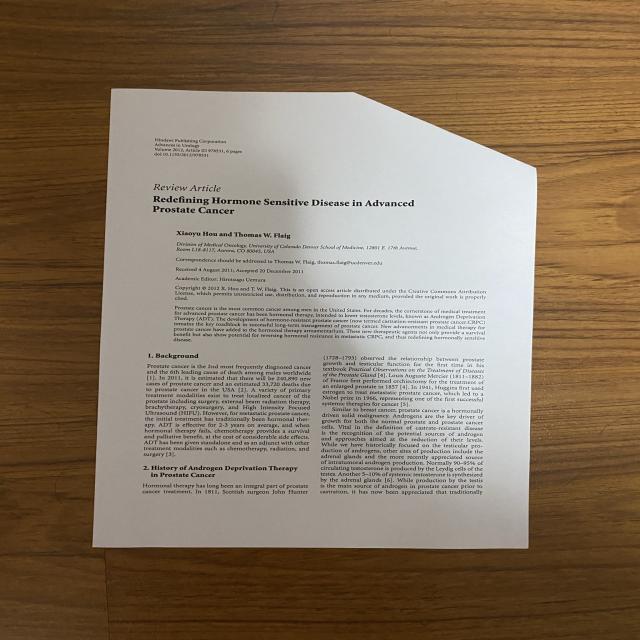 Hindawi Publishing Corporation
Advances in Urology
Volume 2012, Article ID 978531, 6 pages
doi:10.1155/2012/978531
Review Article
Redefining Hormone Sensitive Disease in Advanced
Prostate Cancer
Xiaoyu Hou and Thomas W. Flaig
Division of Medical Oncology, University of Colorado Denver School of Medicine, 12801 E. 17th Avenue,
Room L18-8117, Aurora, CO 80045, USA
Correspondence should be addressed to Thomas W. Flaig, thomas.flaig@ucdenver.edu
Received 4 August 2011; Accepted 20 December 2011
Academic Editor: Hirotsugu Uemura
Copyright © 2012 X. Hou and T. W. Flaig. This is an open access article distributed under the Creative Commons Attribution
License, which permits unrestricted use, distribution, and reproduction in any medium, provided the original work is properly
cited.
Prostate cancer is the most common cancer among men in the United States. For decades, the cornerstone of medical treatment
for advanced prostate cancer has been hormonal therapy, intended to lower testosterone levels, known as Androgen Deprivation
Therapy (ADT). The development of hormone-resistant prostate cancer (now termed castration-resistant prostate cancer:CRPC)
remains the key roadblock in successful long-term management of prostate cancer. New advancements in medical therapy for
prostate cancer have added to the hormonal therapy armamentarium. These new therapeutic agents not only provide a survival
benefit but also show potential for reversing hormonal resistance in metastatic CRPC, and thus redefining hormonally sensitive
disease.
1. Background
Prostate cancer is the 2nd most frequently diagnosed cancer
and the 6th leading cause of death among males worldwide
[1]. In 2011, it is estimated that there will be 240,890 new
cases of prostate cancer and an estimated 33,720 deaths due
to prostate cancer in the USA [2]. A variety of primary
treatment modalities exist to treat localized cancer of the
prostate including surgery, external beam radiation therapy,
brachytherapy, cryosurgery, and High Intensity Focused
Ultrasound (HIFU). However, for metastatic prostate cancer,
the initial treatment has traditionally been hormonal ther-
apy. ADT is effective for 2-3 years on average, and when
hormonal therapy fails, chemotherapy provides a survival
and palliative benefit, at the cost of considerable side effects.
ADT has been given standalone and as an adjunct with other
treatment modalities such as chemotherapy, radiation, and
surgery [3].
2. History of Androgen Deprivation Therapy
in Prostate Cancer
Hormonal therapy has long been an integral part of prostate
cancer treatment. In 1811, Scottish surgeon John Hunter
(1728–1793) observed the relationship between prostate
growth and testicular function for the first time in his
textbook Practical Observations on the Treatment of Diseases
of the Prostate Gland [4]. Louis Auguste Mercier (1811–1882)
of France first performed orchiectomy for the treatment of
an enlarged prostate in 1857 [4]. In 1941, Huggins first used
estrogen to treat metastatic prostate cancer, which led to a
Nobel prize in 1966, representing one of the first successful
systemic therapies for cancer [5].
Similar to breast cancer, prostate cancer is a hormonally
driven solid malignancy. Androgens are the key driver of
growth for both the normal prostate and prostate cancer
cells. Vital in the definition of castrate-resistant disease
is the recognition of the potential sources of androgen
and approaches aimed at the reduction of their levels.
While we have historically focused on the testicular pro-
duction of androgens, other sites of production include the
adrenal glands and the more recently appreciated source
of intratumoral androgen production. Normally 90–95% of
circulating testosterone is produced by the Leydig cells of the
testes. Another 5–10% of systemic testosterone is synthesized
by the adrenal glands [6]. While production by the testis
is the main source of androgen in prostate cancer prior to
castration, it has now been appreciated that traditionally